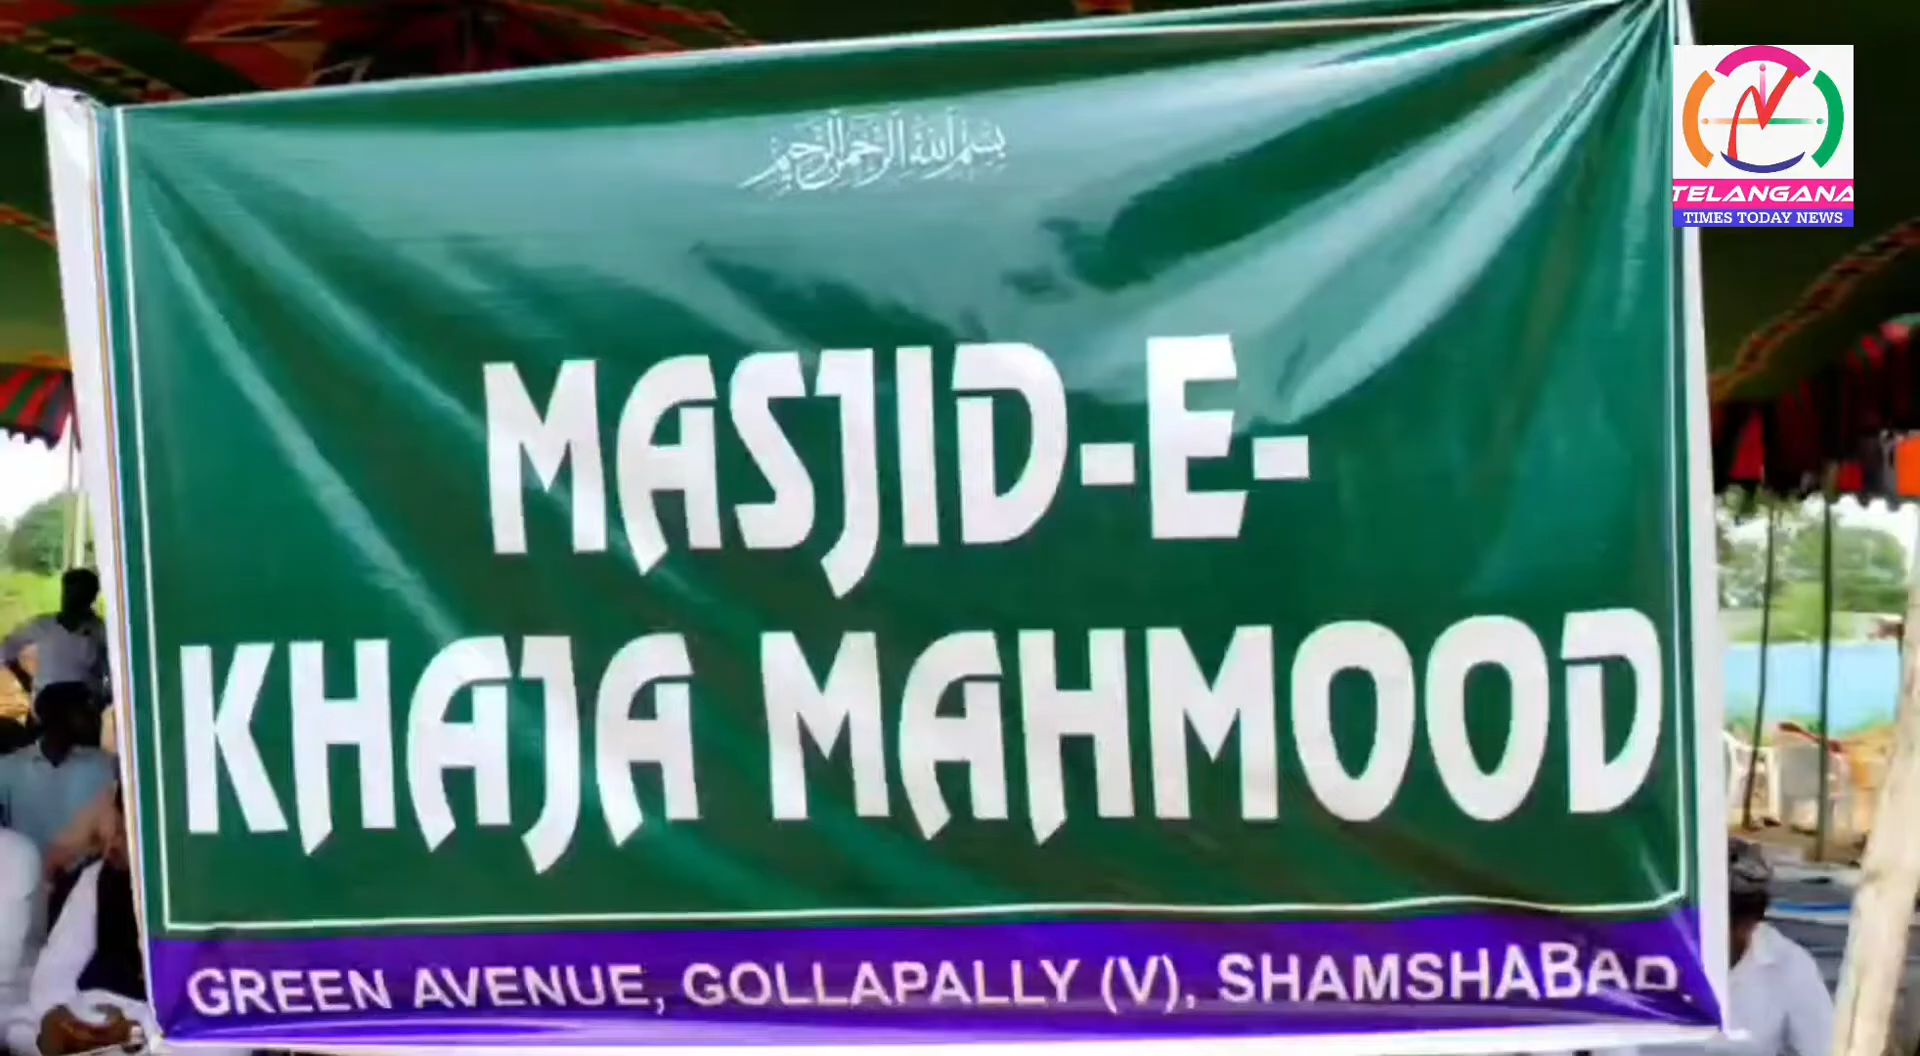 بسم الله الرحمن الرحيم
MASJID-E-
KHAJA MAHMOOD
GREEN AVENUE, GOLLAPALLY (V), SHAMSHABAD.
TELANGANA
TIMES TODAY NEWS